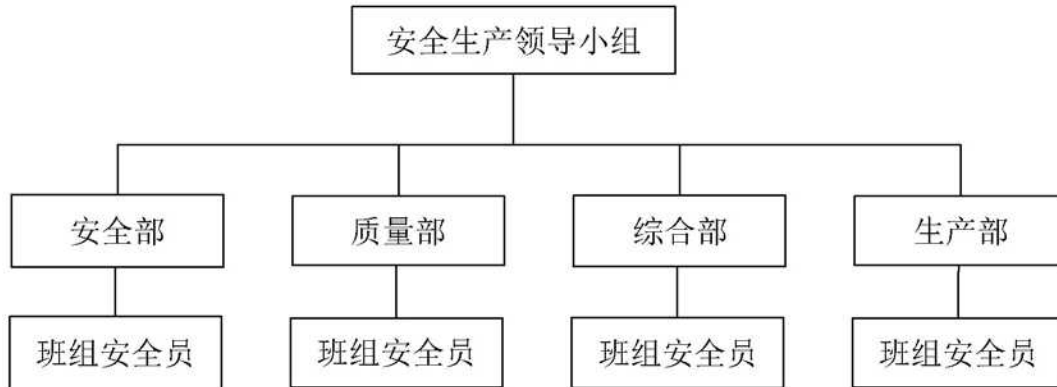 安全生产领导小组
安全部
质量部
综合部
生产部
班组安全员
班组安全员
班组安全员
班组安全员